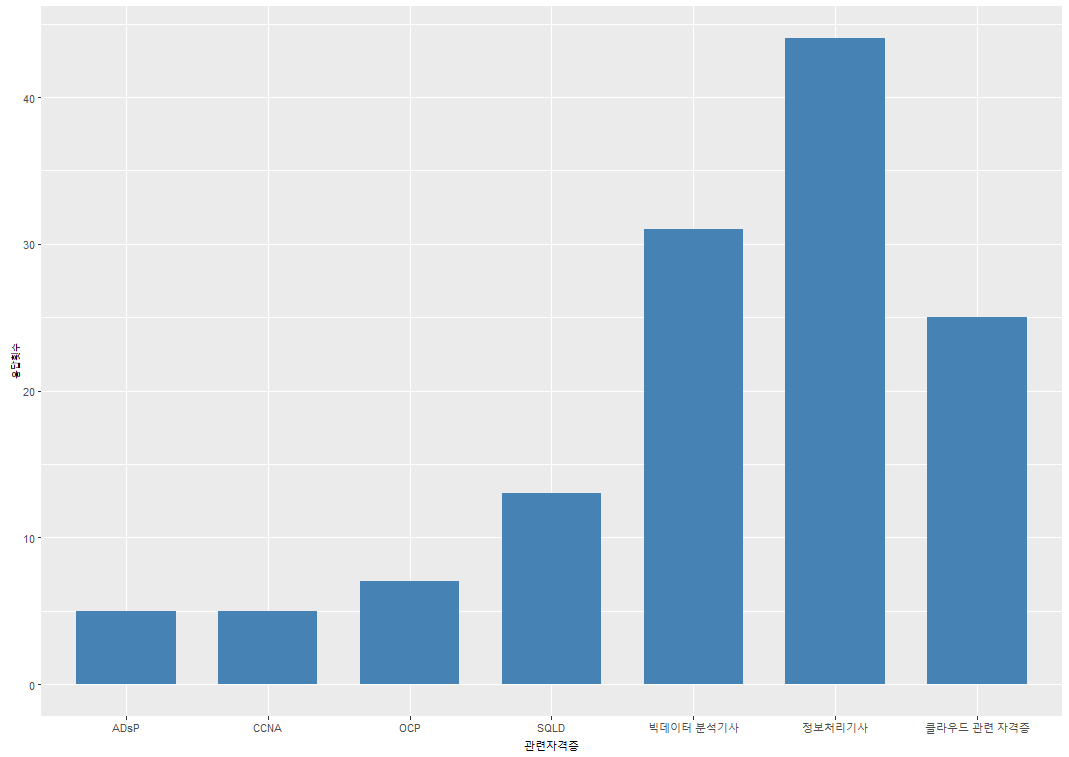 40
30
20
10
0
응답횟수
ADsP
CCNA
OCP
SQLD
빅데이터 분석기사
정보처리기사
클라우드 관련 자격증
관련자격증